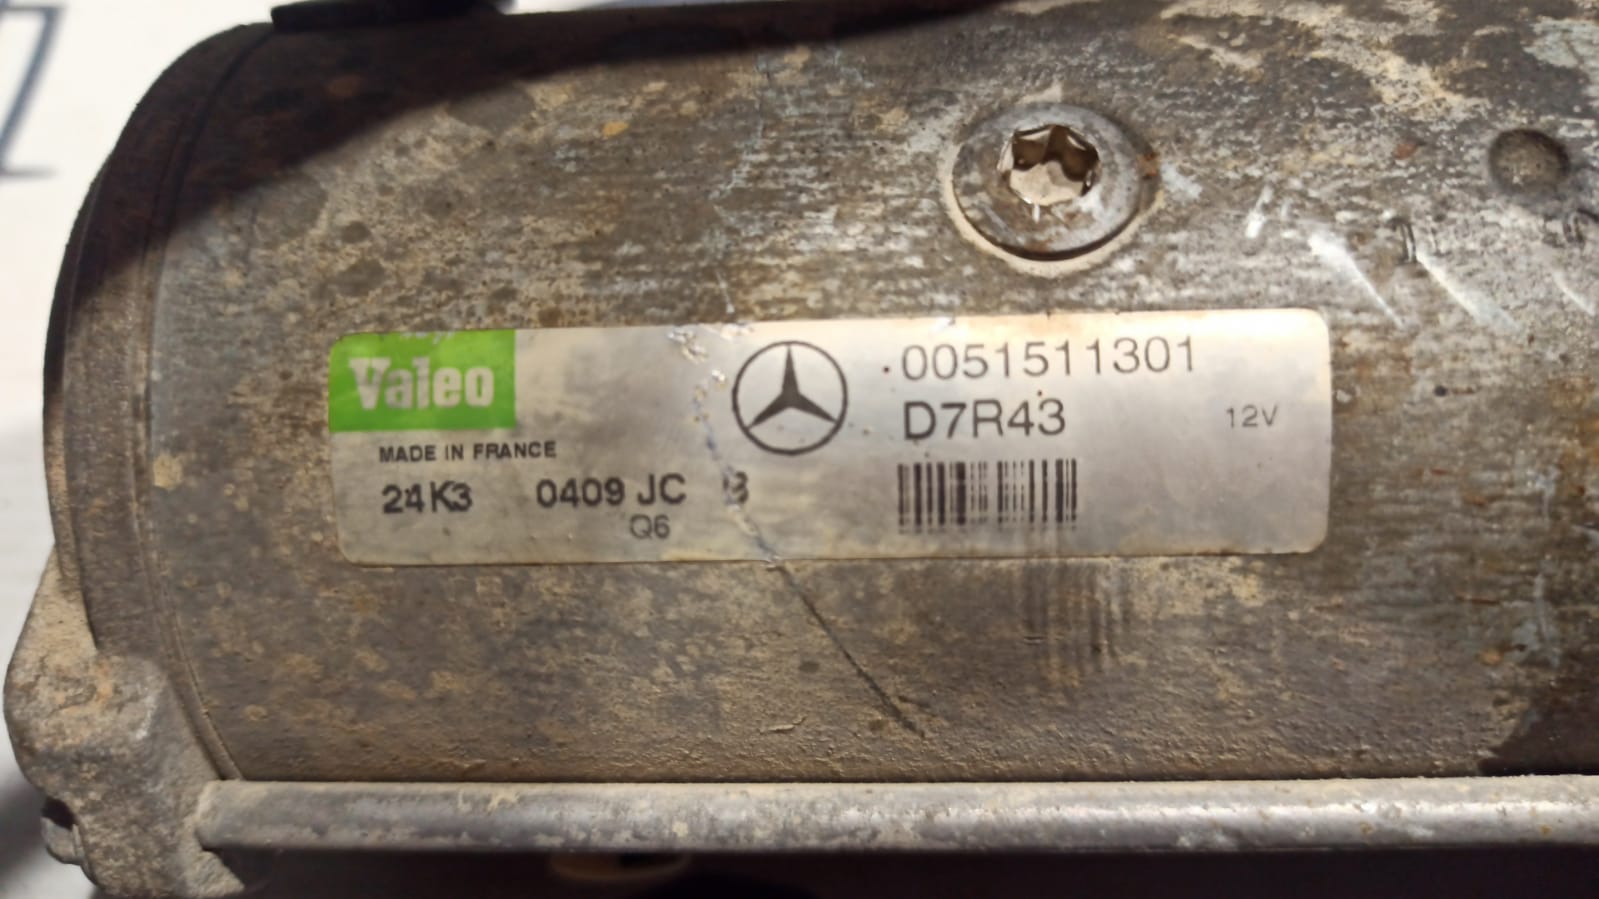 Valeo
0051511301
D7R43
12V
MADE IN FRANCE
24K3 0409 JC
Q6